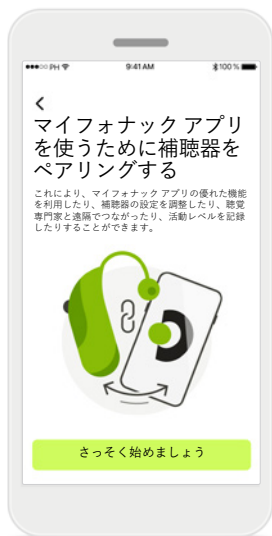 PH 9:41 AM 100 %
マイフォナック アプリ
を使うために補聴器を
ペアリングする
これにより、マイフォナック アプリの優れた機能
を利用したり、補聴器の設定を調整したり、聴覚
専門家と遠隔でつながったり、活動レベルを記録
したりすることができます。
さっそく始めましょう